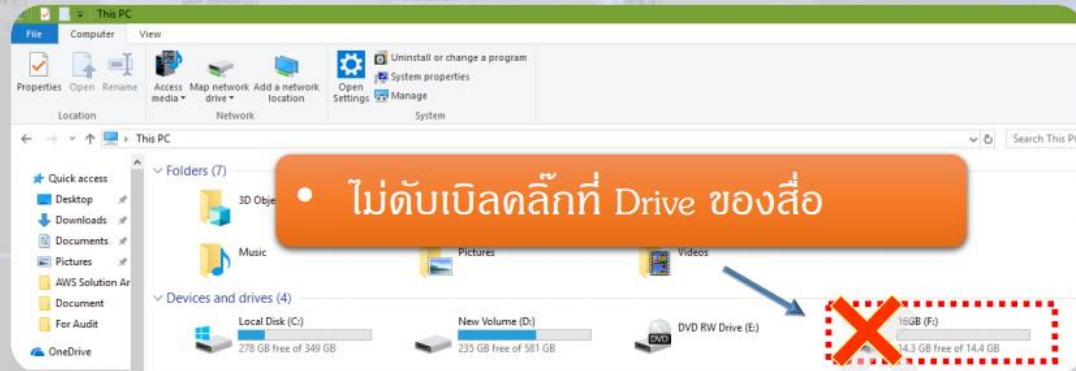 This PC
File Computer View
Properties Open Rename
Access media Map network drive Add a network location
Open Settings
Uninstall or change a program
System properties
Manage
Location Network System
This PC
Search This PC
Quick access
Desktop
Downloads
Documents
Pictures
AWS Solution Ar
Document
For Audit
OneDrive
Folders (7)
3D Obje
• ไม่ดับเบิลคลิ๊กที่ Drive ของสื่อ
Music Pictures Videos
Devices and drives (4)
Local Disk (C:)
278 GB free of 349 GB
New Volume (D:)
235 GB free of 581 GB
DVD RW Drive (E:)
DVD
16GB (F:)
14.3 GB free of 14.4 GB